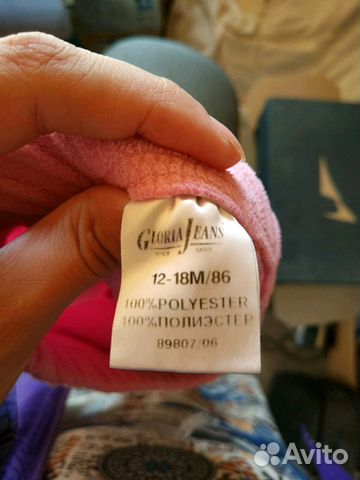 GLORIA JEANS
12-18M/86
100%POLYESTER
100%ПОЛИЭСТЕР
89807/06
Avito